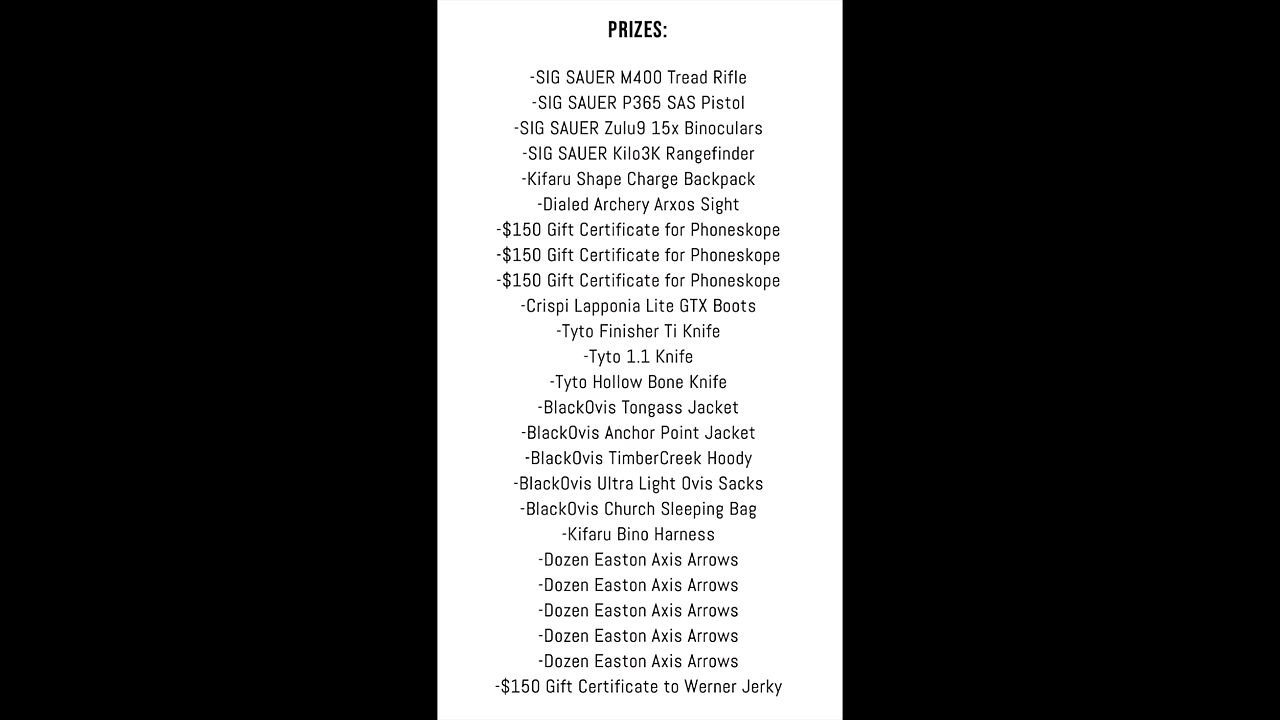 PRIZES:
-SIG SAUER M400 Tread Rifle
-SIG SAUER P365 SAS Pistol
-SIG SAUER Zulu9 15x Binoculars
-SIG SAUER Kilo3K Rangefinder
-Kifaru Shape Charge Backpack
-Dialed Archery Arxos Sight
-$150 Gift Certificate for Phoneskope
-$150 Gift Certificate for Phoneskope
-$150 Gift Certificate for Phoneskope
-Crispi Lapponia Lite GTX Boots
-Tyto Finisher Ti Knife
-Tyto 1.1 Knife
-Tyto Hollow Bone Knife
-BlackOvis Tongass Jacket
-BlackOvis Anchor Point Jacket
-BlackOvis TimberCreek Hoody
-BlackOvis Ultra Light Ovis Sacks
-BlackOvis Church Sleeping Bag
-Kifaru Bino Harness
-Dozen Easton Axis Arrows
-Dozen Easton Axis Arrows
-Dozen Easton Axis Arrows
-Dozen Easton Axis Arrows
-Dozen Easton Axis Arrows
-$150 Gift Certificate to Werner Jerky